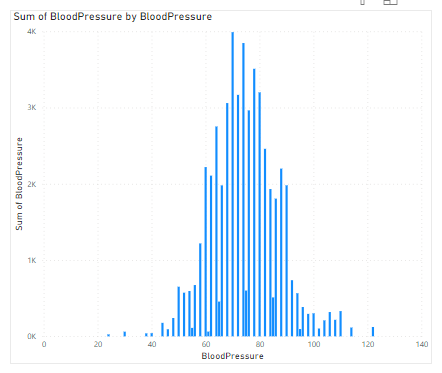 Sum of BloodPressure by BloodPressure
4K
3K
2K
1K
0K
Sum of BloodPressure
0 20 40 60 80 100 120 140
BloodPressure